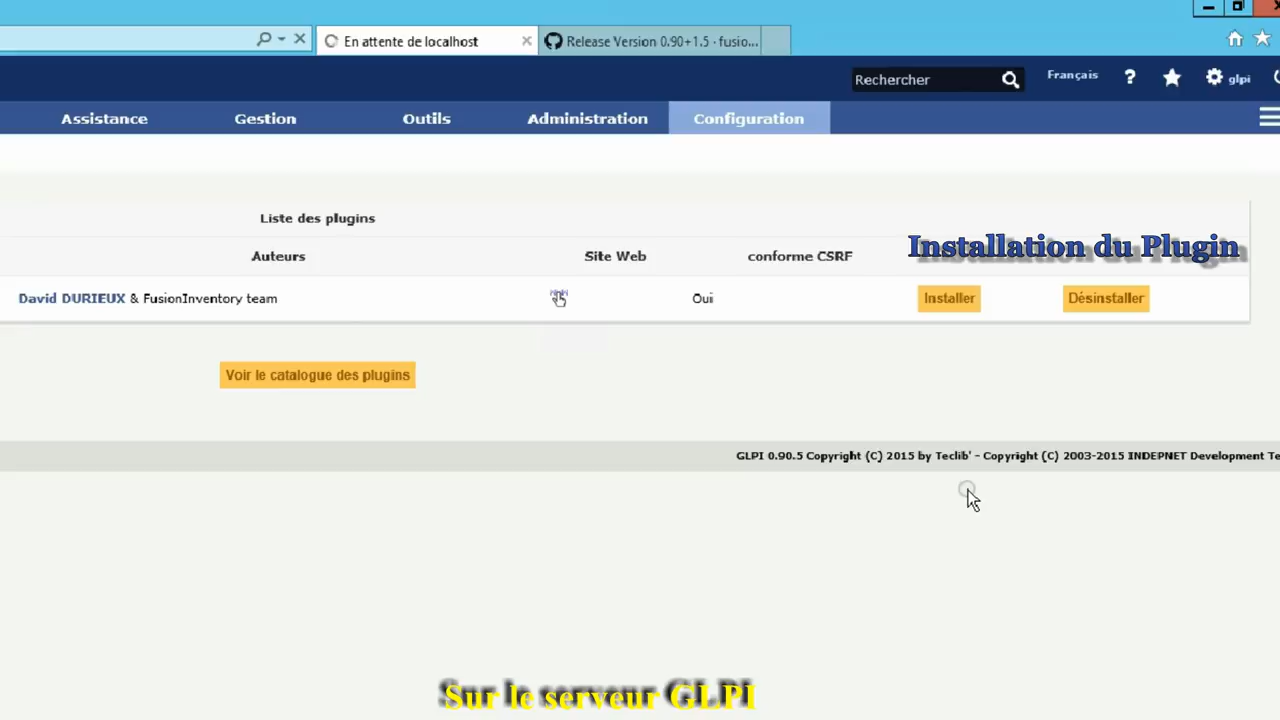 En attente de localhost
Release Version 0.90+1.5 · fusio...
Rechercher
Français
glpi
Assistance
Gestion
Outils
Administration
Configuration
Liste des plugins
Auteurs
Site Web
conforme CSRF
Installation du Plugin
David DURIEUX & FusionInventory team
Oui
Installer
Désinstaller
Voir le catalogue des plugins
GLPI 0.90.5 Copyright (C) 2015 by Teclib' - Copyright (C) 2003-2015 INDEPNET Development Te
Sur le serveur GLPI